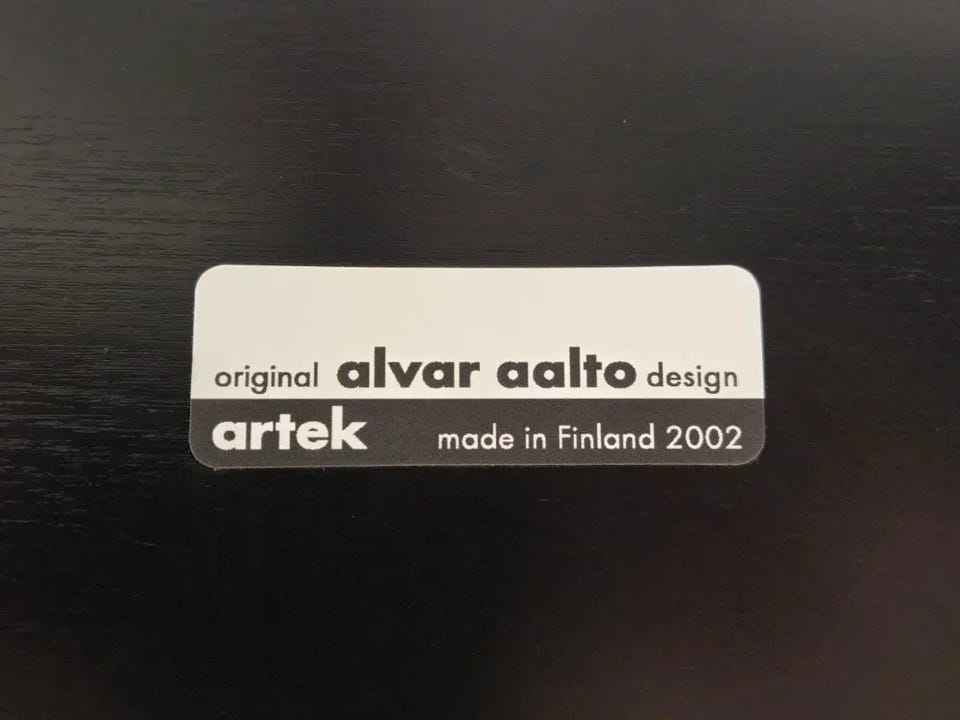 original alvar aalto design
artek made in Finland 2002